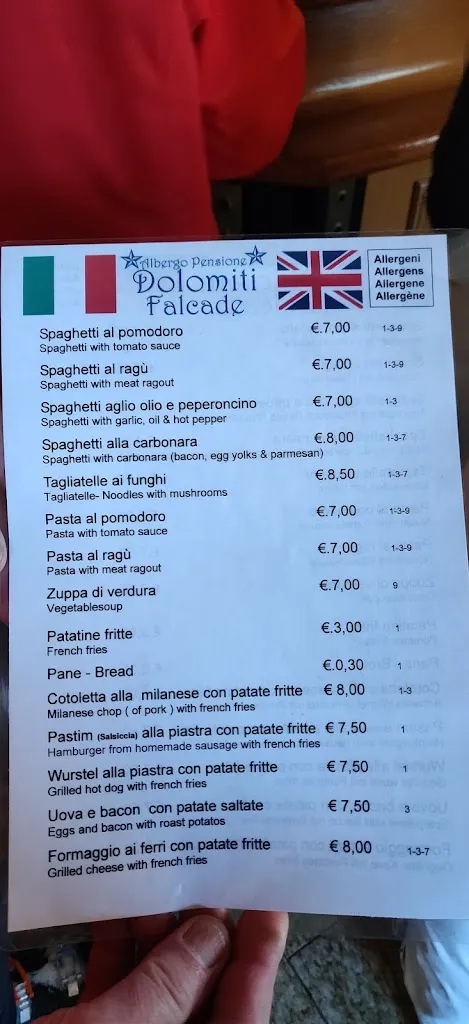 Albergo Pensione
Dolomiti
Falcade
Allergeni
Allergens
Allergene
Allergène
Spaghetti al pomodoro €.7,00 1-3-9
Spaghetti with tomato sauce
Spaghetti al ragù €.7,00 1-3-9
Spaghetti with meat ragout
Spaghetti aglio olio e peperoncino €.7,00 1-3
Spaghetti with garlic, oil & hot pepper
Spaghetti alla carbonara €.8,00 1-3-7
Spaghetti with carbonara (bacon, egg yolks & parmesan)
Tagliatelle ai funghi €.8,50 1-3-7
Tagliatelle- Noodles with mushrooms
Pasta al pomodoro €.7,00 1-3-9
Pasta with tomato sauce
Pasta al ragù €.7,00 1-3-9
Pasta with meat ragout
Zuppa di verdura €.7,00 9
Vegetablesoup
Patatine fritte €.3,00 1
French fries
Pane - Bread €.0,30 1
Cotoletta alla milanese con patate fritte € 8,00 1-3
Milanese chop ( of pork ) with french fries
Pastim (Salsiccia) alla piastra con patate fritte € 7,50 1
Hamburger from homemade sausage with french fries
Wurstel alla piastra con patate fritte € 7,50 1
Grilled hot dog with french fries
Uova e bacon con patate saltate € 7,50 3
Eggs and bacon with roast potatos
Formaggio ai ferri con patate fritte € 8,00 1-3-7
Grilled cheese with french fries